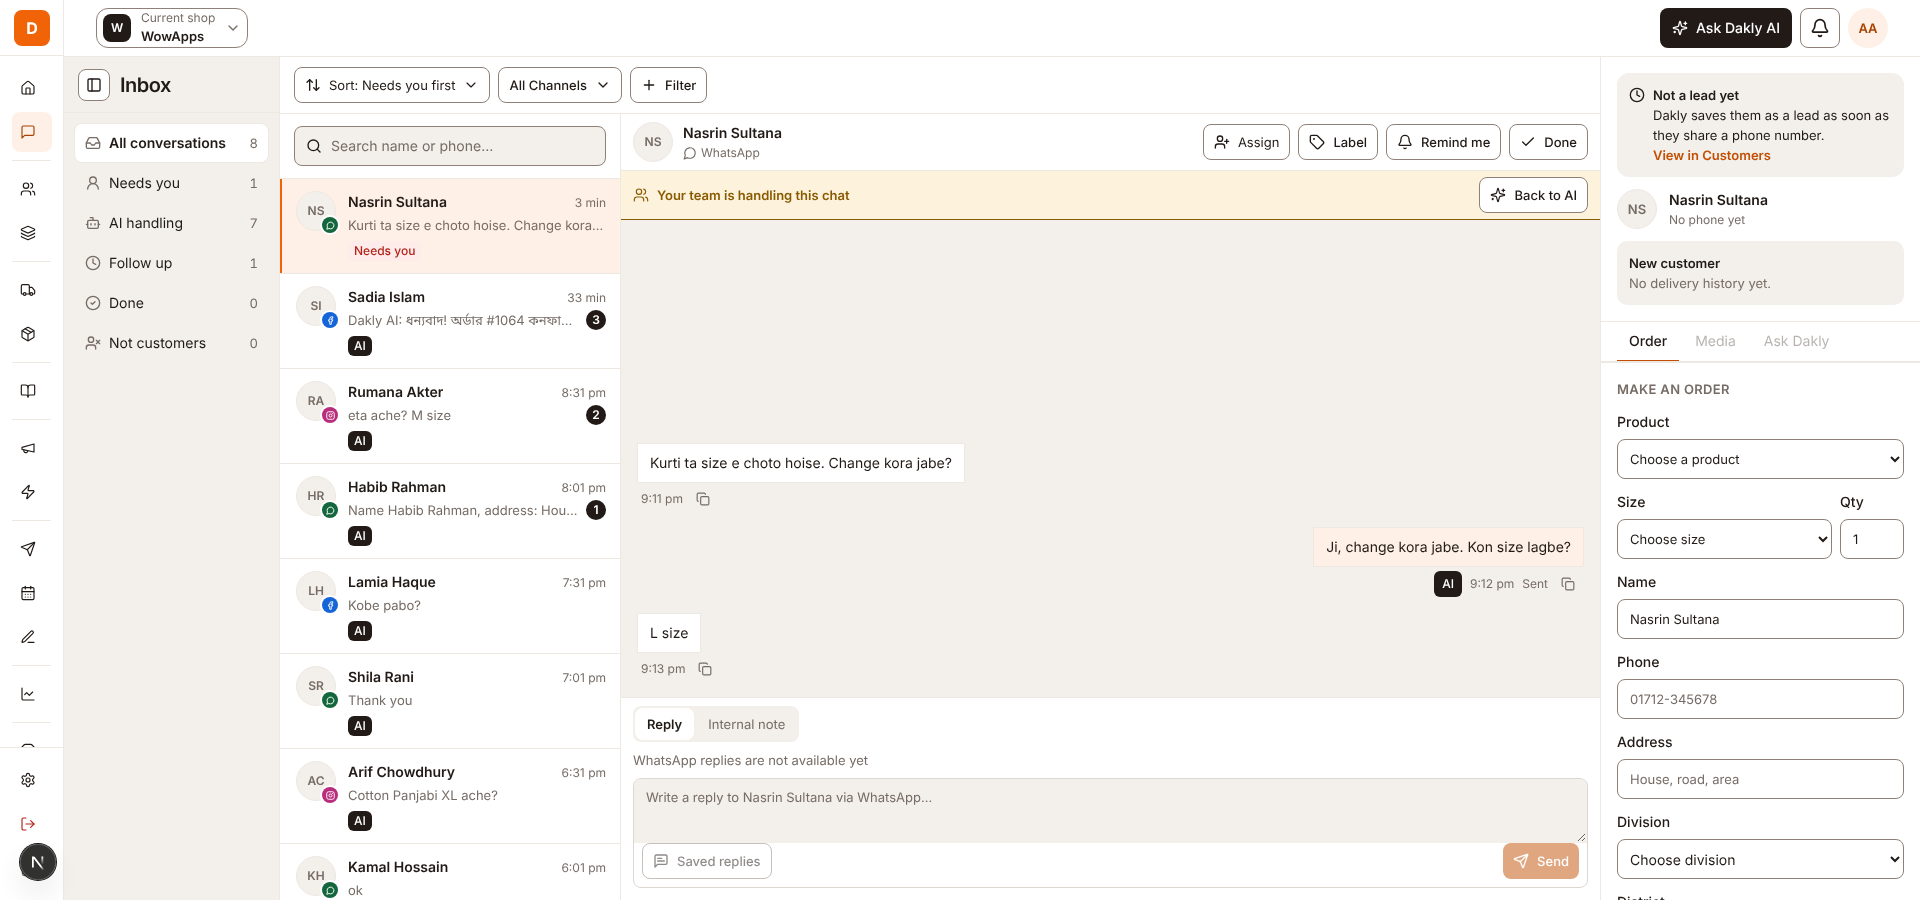 D
W
Current shop
WowApps
Ask Dakly AI
AA
Inbox
All conversations 8
Needs you 1
AI handling 7
Follow up 1
Done 0
Not customers 0
N
Sort: Needs you first
All Channels
Filter
Search name or phone...
NS
Nasrin Sultana 3 min
Kurti ta size e choto hoise. Change kora...
Needs you
SI
Sadia Islam 33 min
Dakly AI: ধন্যবাদ! অর্ডার #1064 কনফা... 3
AI
RA
Rumana Akter 8:31 pm
eta ache? M size 2
AI
HR
Habib Rahman 8:01 pm
Name Habib Rahman, address: Hou... 1
AI
LH
Lamia Haque 7:31 pm
Kobe pabo?
AI
SR
Shila Rani 7:01 pm
Thank you
AI
AC
Arif Chowdhury 6:31 pm
Cotton Panjabi XL ache?
AI
KH
Kamal Hossain 6:01 pm
ok
NS
Nasrin Sultana
WhatsApp
Assign
Label
Remind me
Done
Your team is handling this chat
Back to AI
Kurti ta size e choto hoise. Change kora jabe?
9:11 pm
Ji, change kora jabe. Kon size lagbe?
AI 9:12 pm Sent
L size
9:13 pm
Reply
Internal note
WhatsApp replies are not available yet
Write a reply to Nasrin Sultana via WhatsApp...
Saved replies
Send
Not a lead yet
Dakly saves them as a lead as soon as
they share a phone number.
View in Customers
NS
Nasrin Sultana
No phone yet
New customer
No delivery history yet.
Order
Media
Ask Dakly
MAKE AN ORDER
Product
Choose a product
Size Qty
Choose size 1
Name
Nasrin Sultana
Phone
01712-345678
Address
House, road, area
Division
Choose division
District